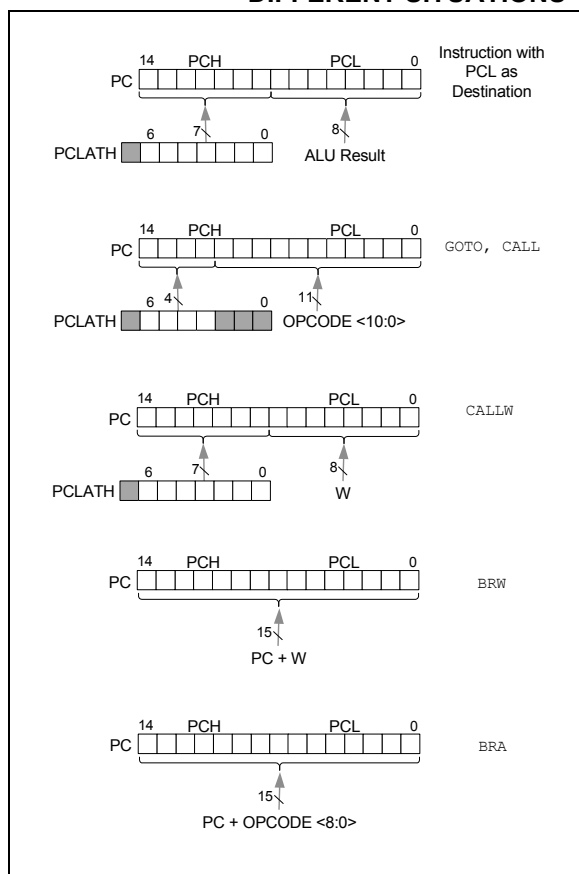 DIFFERENT SITUATIONS
14 PCH PCL 0
PC
Instruction with
PCL as
Destination
6 7 0 8
PCLATH ALU Result
14 PCH PCL 0
PC
GOTO, CALL
6 4 0 11
PCLATH OPCODE <10:0>
14 PCH PCL 0
PC
CALLW
6 7 0 8
PCLATH W
14 PCH PCL 0
PC
BRW
15
PC + W
14 PCH PCL 0
PC
BRA
15
PC + OPCODE <8:0>